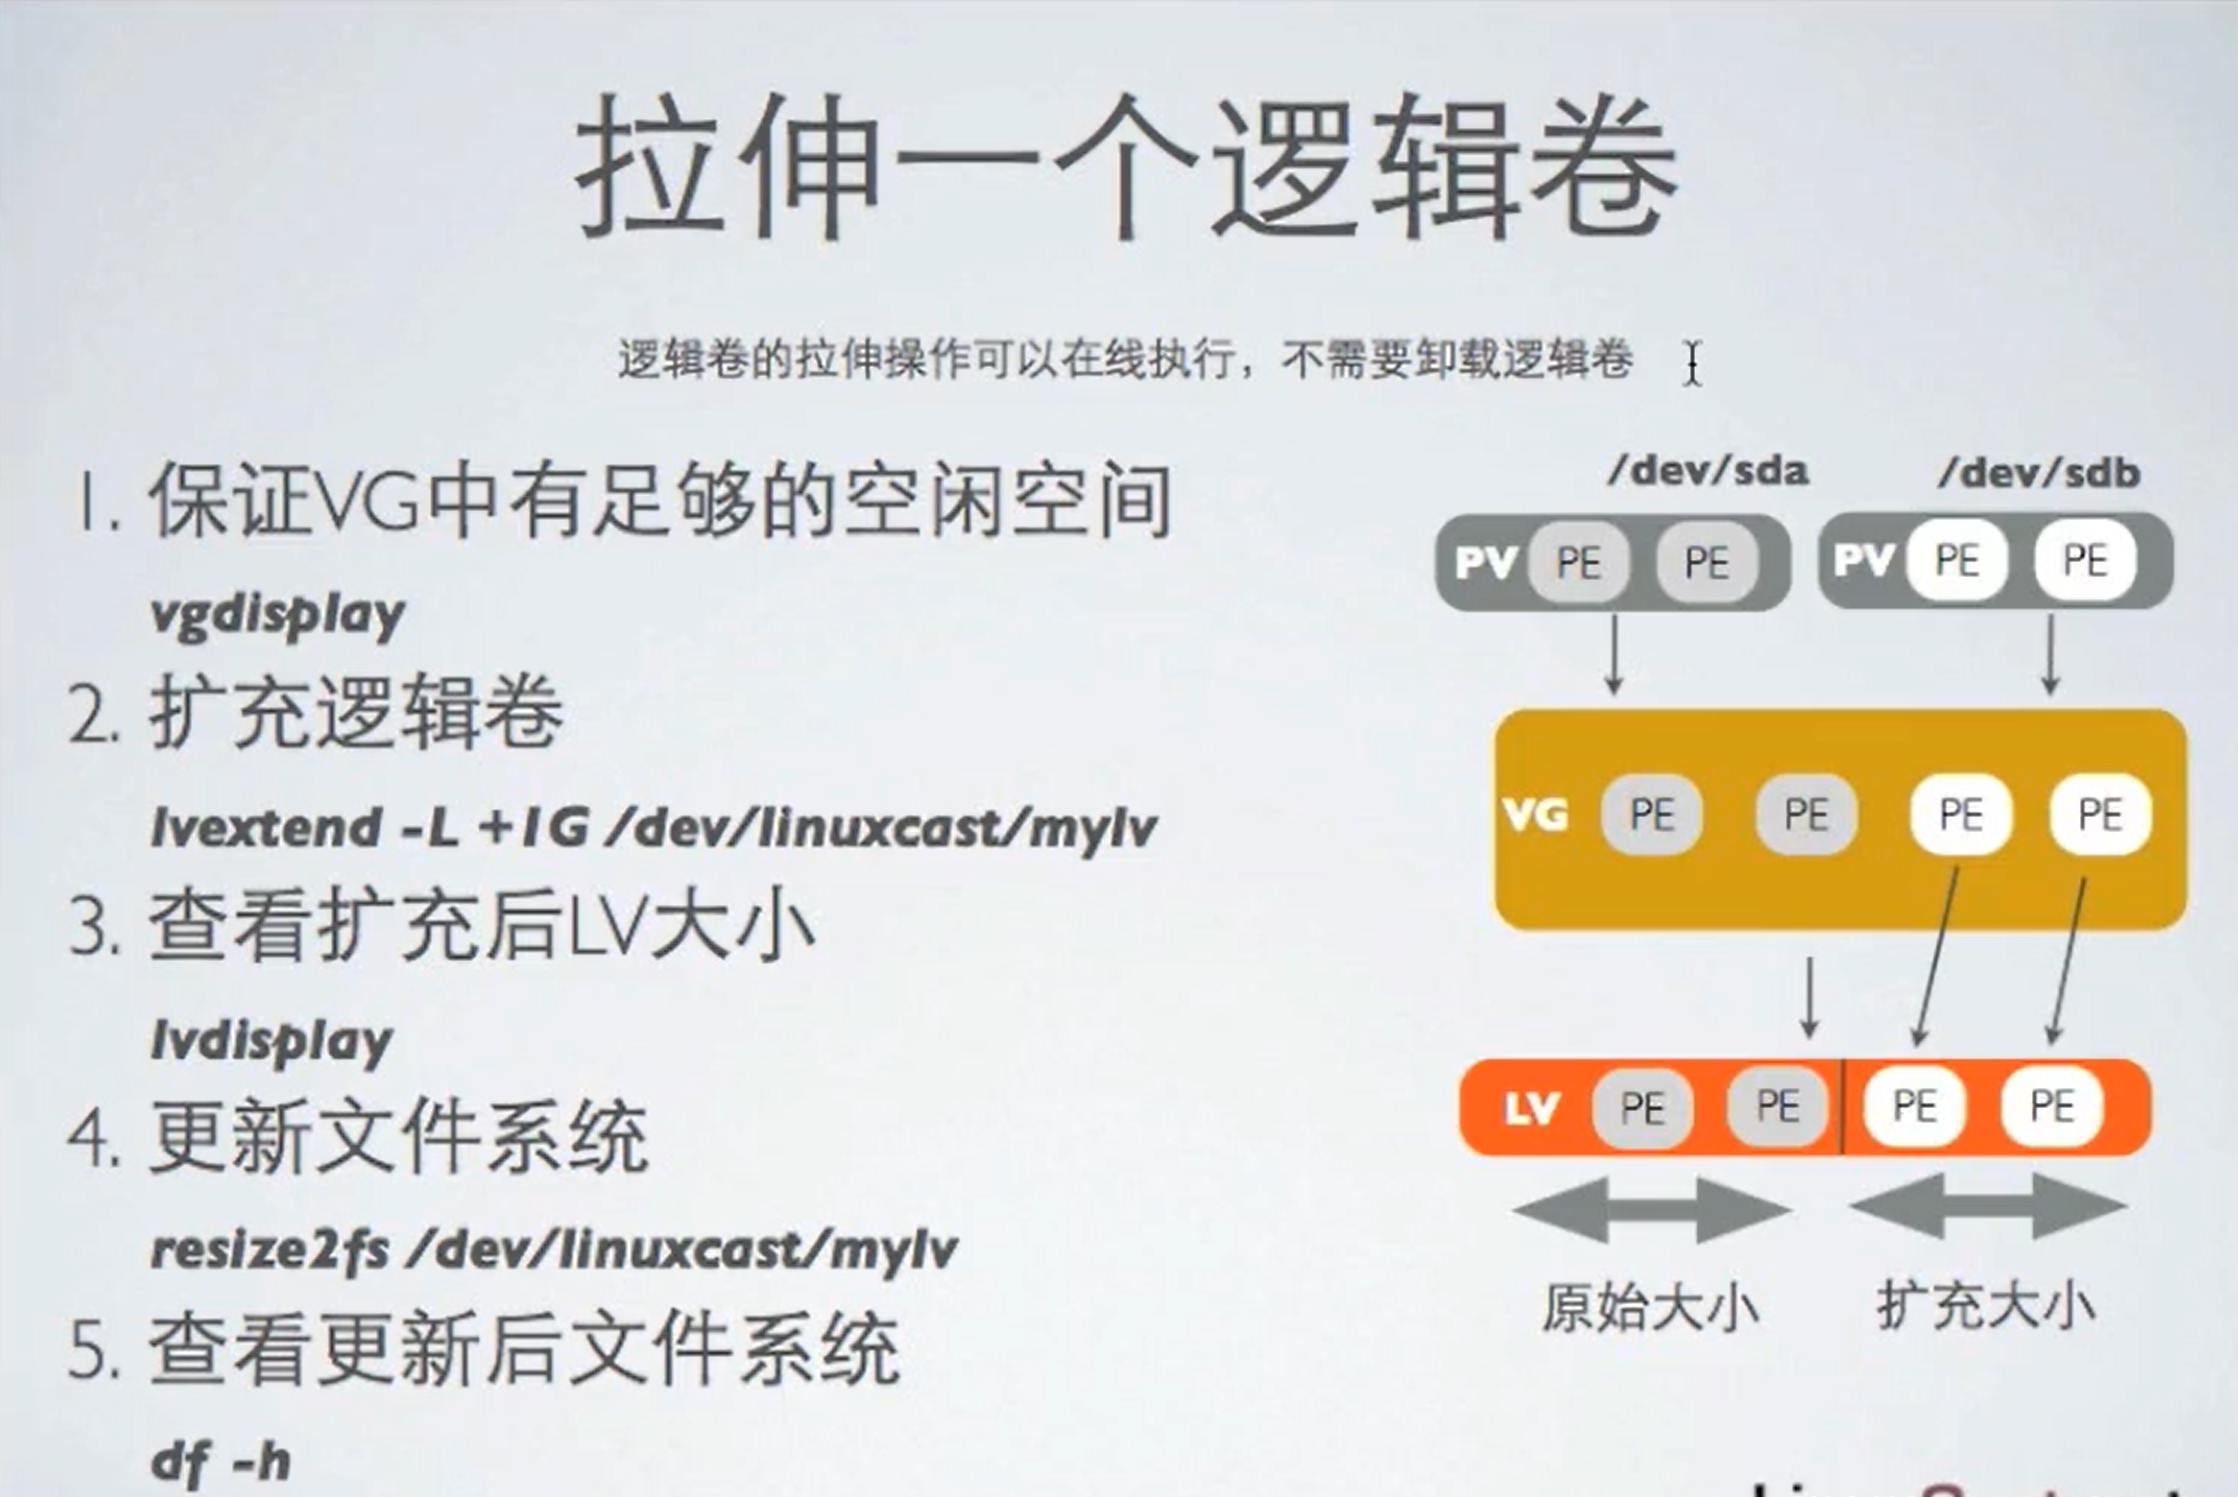 拉伸一个逻辑卷
逻辑卷的拉伸操作可以在线执行，不需要卸载逻辑卷
1. 保证VG中有足够的空闲空间
vgdisplay
2. 扩充逻辑卷
lvextend -L +1G /dev/linuxcast/mylv
3. 查看扩充后LV大小
lvdisplay
4. 更新文件系统
resize2fs /dev/linuxcast/mylv
5. 查看更新后文件系统
df -h
/dev/sda /dev/sdb
PV PE PE PV PE PE
VG PE PE PE PE
LV PE PE PE PE
原始大小 扩充大小